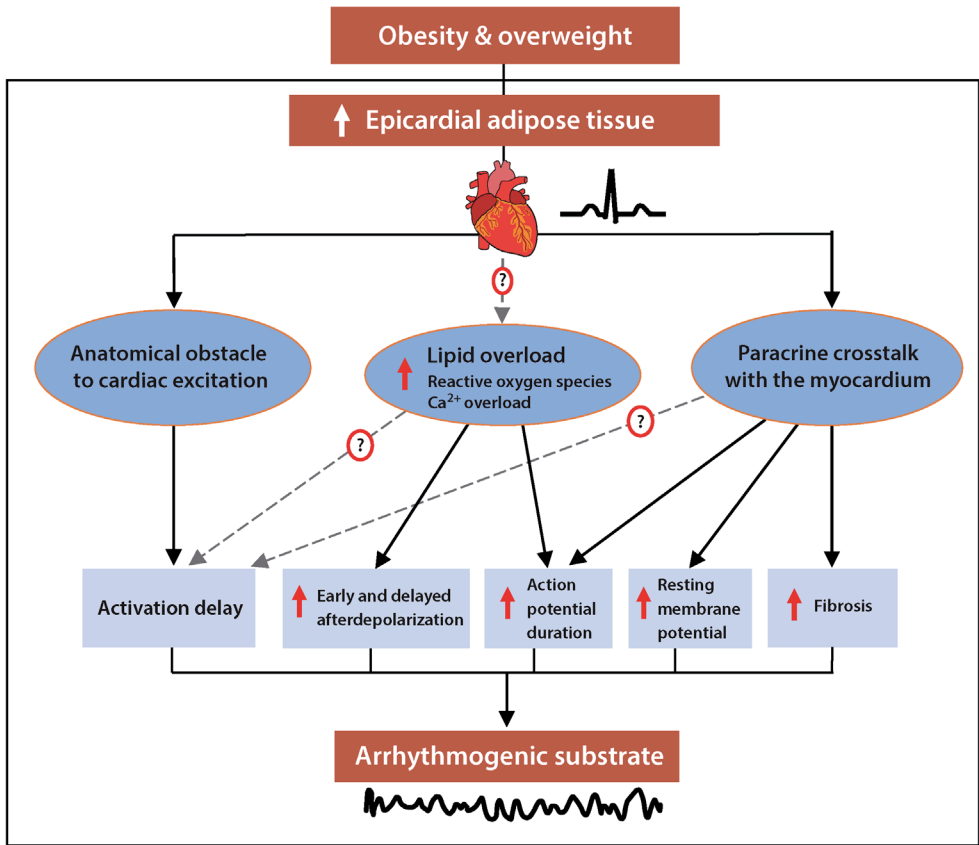 Obesity & overweight
Epicardial adipose tissue
?
Anatomical obstacle
to cardiac excitation
Lipid overload
Reactive oxygen species
Ca²⁺ overload
Paracrine crosstalk
with the myocardium
?
?
Activation delay
Early and delayed
afterdepolarization
Action
potential
duration
Resting
membrane
potential
Fibrosis
Arrhythmogenic substrate